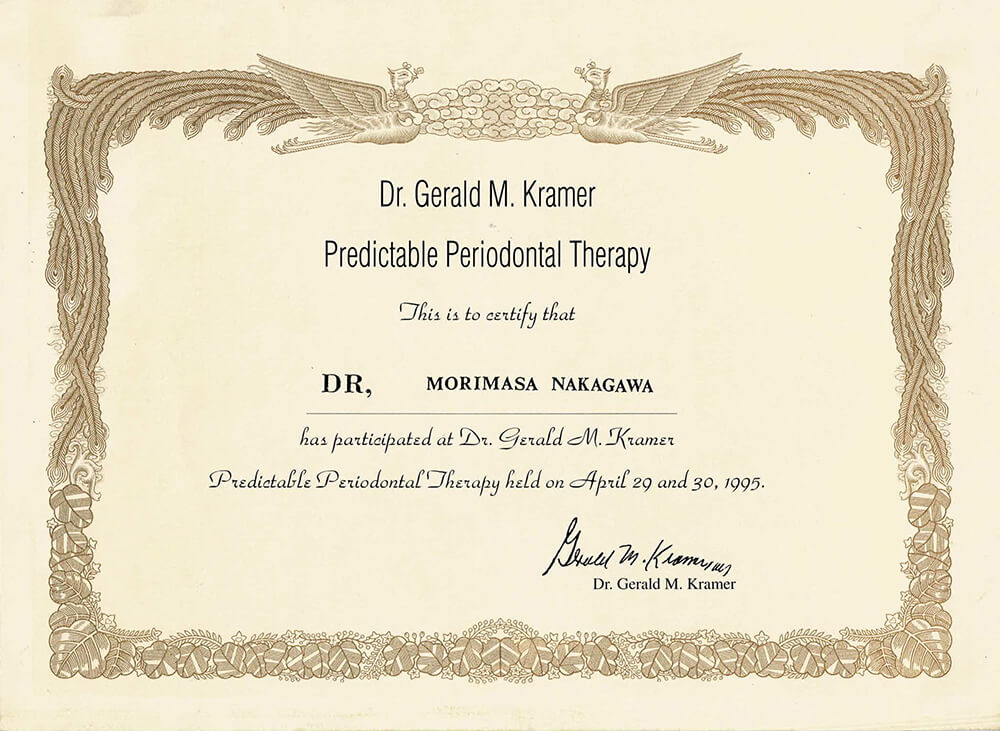 Dr. Gerald M. Kramer
Predictable Periodontal Therapy
This is to certify that
DR, MORIMASA NAKAGAWA
has participated at Dr. Gerald M. Kramer
Predictable Periodontal Therapy held on April 29 and 30, 1995.
Gerald M. Kramer
Dr. Gerald M. Kramer